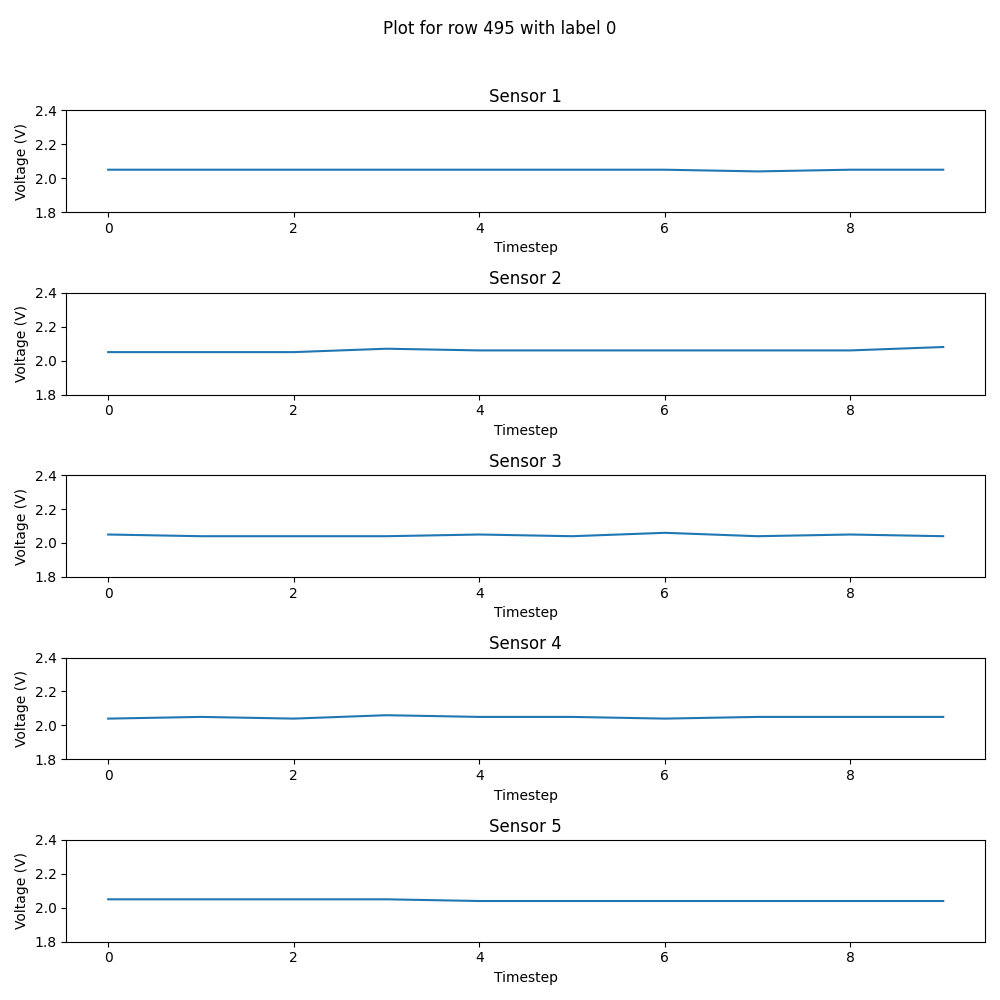 Plot for row 495 with label 0
Sensor 1
Voltage (V)
2.4
2.2
2.0
1.8
0 2 4 6 8
Timestep
Sensor 2
Voltage (V)
2.4
2.2
2.0
1.8
0 2 4 6 8
Timestep
Sensor 3
Voltage (V)
2.4
2.2
2.0
1.8
0 2 4 6 8
Timestep
Sensor 4
Voltage (V)
2.4
2.2
2.0
1.8
0 2 4 6 8
Timestep
Sensor 5
Voltage (V)
2.4
2.2
2.0
1.8
0 2 4 6 8
Timestep